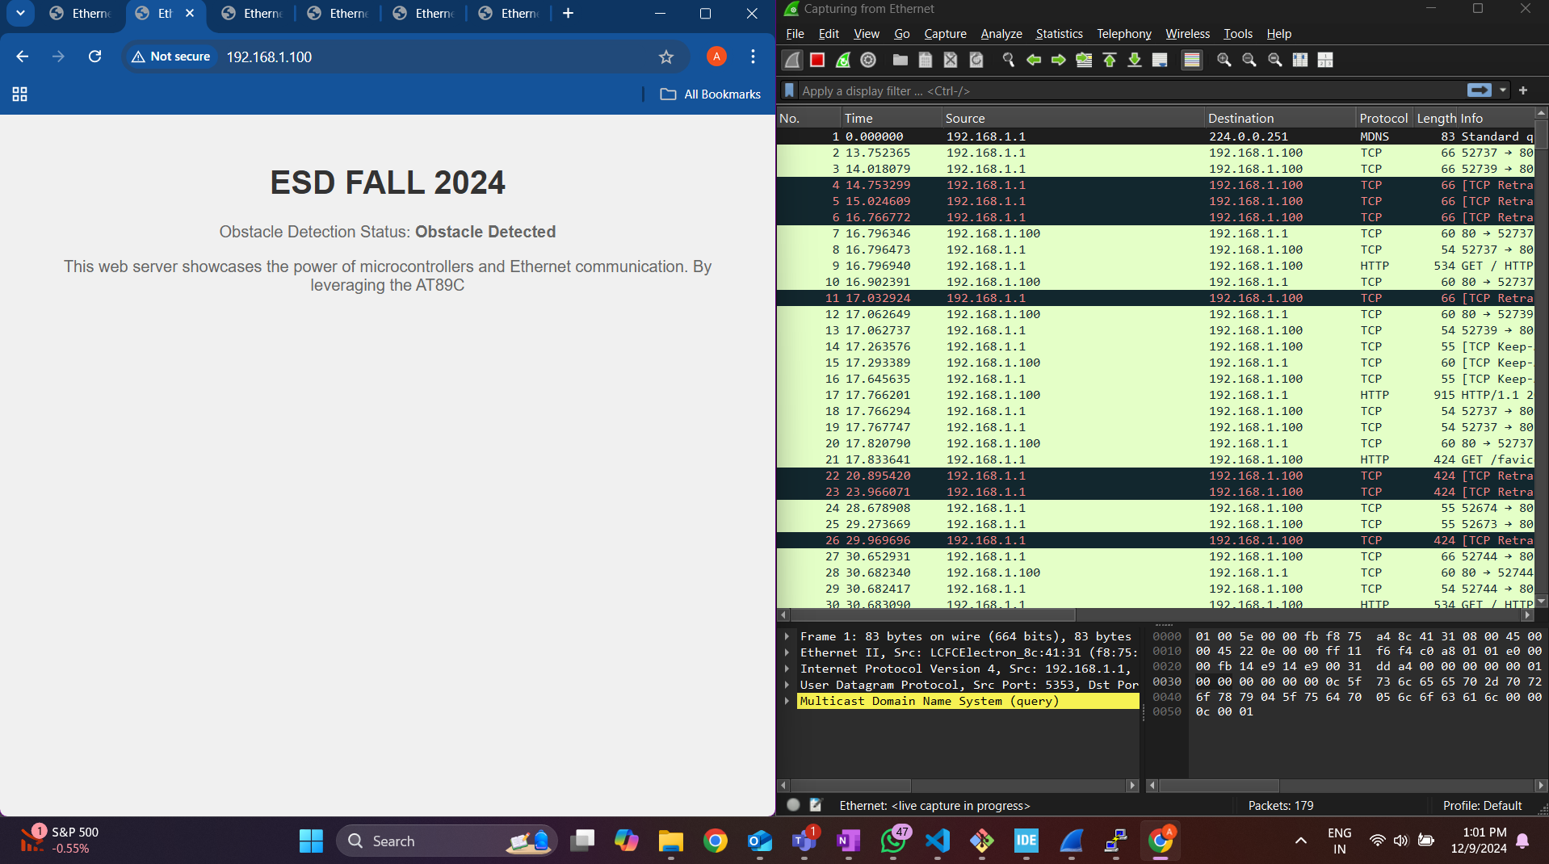 Ethern
Eth
Ethern
Ethern
Ethern
Ethern
Not secure
192.168.1.100
A
All Bookmarks
ESD FALL 2024
Obstacle Detection Status: Obstacle Detected
This web server showcases the power of microcontrollers and Ethernet communication. By
leveraging the AT89C
Capturing from Ethernet
File Edit View Go Capture Analyze Statistics Telephony Wireless Tools Help
Apply a display filter ... <Ctrl-/>
No. Time Source Destination Protocol Length Info
1 0.000000 192.168.1.1 224.0.0.251 MDNS 83 Standard q
2 13.752365 192.168.1.1 192.168.1.100 TCP 66 52737 → 80
3 14.018079 192.168.1.1 192.168.1.100 TCP 66 52739 → 80
4 14.753299 192.168.1.1 192.168.1.100 TCP 66 [TCP Retra
5 15.024609 192.168.1.1 192.168.1.100 TCP 66 [TCP Retra
6 16.766772 192.168.1.1 192.168.1.100 TCP 66 [TCP Retra
7 16.796346 192.168.1.100 192.168.1.1 TCP 60 80 → 52737
8 16.796473 192.168.1.1 192.168.1.100 TCP 54 52737 → 80
9 16.796940 192.168.1.1 192.168.1.100 HTTP 534 GET / HTTP
10 16.902391 192.168.1.100 192.168.1.1 TCP 60 80 → 52737
11 17.032924 192.168.1.1 192.168.1.100 TCP 66 [TCP Retra
12 17.062649 192.168.1.100 192.168.1.1 TCP 60 80 → 52739
13 17.062737 192.168.1.1 192.168.1.100 TCP 54 52739 → 80
14 17.263576 192.168.1.1 192.168.1.100 TCP 55 [TCP Keep-
15 17.293389 192.168.1.100 192.168.1.1 TCP 60 [TCP Keep-
16 17.645635 192.168.1.1 192.168.1.100 TCP 55 [TCP Keep-
17 17.766201 192.168.1.100 192.168.1.1 HTTP 915 HTTP/1.1 2
18 17.766294 192.168.1.1 192.168.1.100 TCP 54 52737 → 80
19 17.767747 192.168.1.1 192.168.1.100 TCP 54 52737 → 80
20 17.820790 192.168.1.100 192.168.1.1 TCP 60 80 → 52737
21 17.833641 192.168.1.1 192.168.1.100 HTTP 424 GET /favic
22 20.895420 192.168.1.1 192.168.1.100 TCP 424 [TCP Retra
23 23.966071 192.168.1.1 192.168.1.100 TCP 424 [TCP Retra
24 28.678908 192.168.1.1 192.168.1.100 TCP 55 52674 → 80
25 29.273669 192.168.1.1 192.168.1.100 TCP 55 52673 → 80
26 29.969696 192.168.1.1 192.168.1.100 TCP 424 [TCP Retra
27 30.652931 192.168.1.1 192.168.1.100 TCP 66 52744 → 80
28 30.682340 192.168.1.100 192.168.1.1 TCP 60 80 → 52744
29 30.682417 192.168.1.1 192.168.1.100 TCP 54 52744 → 80
30 30.683090 192.168.1.1 192.168.1.100 HTTP 534 GET / HTTP
Frame 1: 83 bytes on wire (664 bits), 83 bytes
Ethernet II, Src: LCFCElectron_8c:41:31 (f8:75:
Internet Protocol Version 4, Src: 192.168.1.1,
User Datagram Protocol, Src Port: 5353, Dst Por
Multicast Domain Name System (query)
0000 01 00 5e 00 00 fb f8 75 a4 8c 41 31 08 00 45 00
0010 00 45 22 0e 00 00 ff 11 f6 f4 c0 a8 01 01 e0 00
0020 00 fb 14 e9 14 e9 00 31 dd a4 00 00 00 00 00 01
0030 00 00 00 00 00 00 0c 5f 73 6c 65 65 70 2d 70 72
0040 6f 78 79 04 5f 75 64 70 05 6c 6f 63 61 6c 00 00
0050 0c 00 01
Ethernet: <live capture in progress>
Packets: 179
Profile: Default
1
S&P 500
-0.55%
Search
1
47
IDE
A
ENG
IN
1:01 PM
12/9/2024